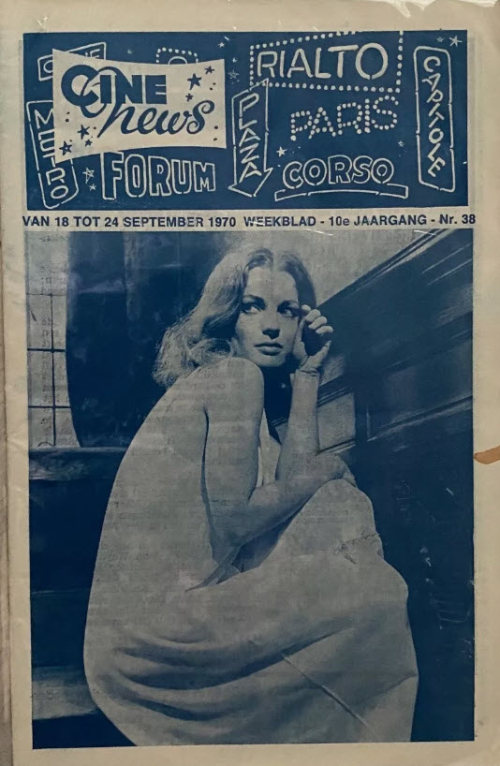 CINE
news
METRO
FORUM
PLAZA
RIALTO
PARIS
CORSO
CAPITOLE
VAN 18 TOT 24 SEPTEMBER 1970 WEEKBLAD - 10e JAARGANG - Nr. 38